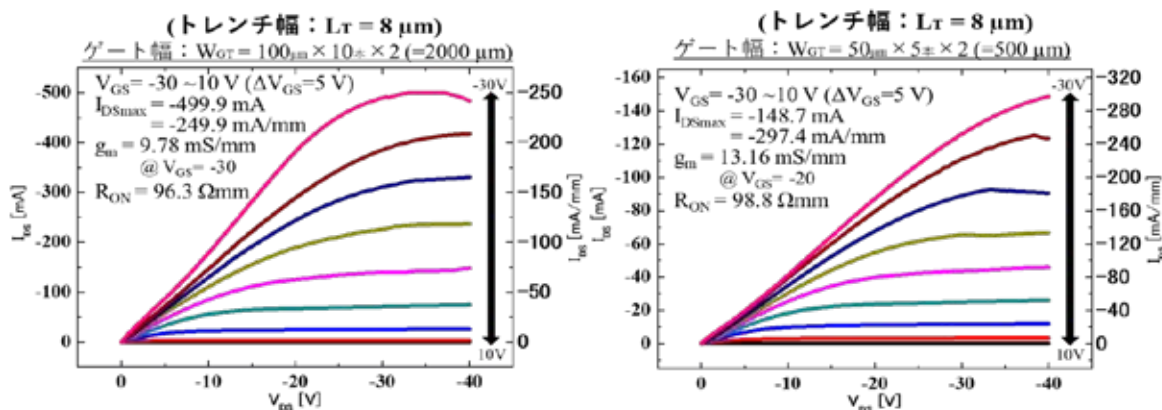 (トレンチ幅：LT = 8 μm)
ゲート幅：WGT = 100μm × 10本 × 2 (=2000 μm)
VGS= -30 ~10 V (ΔVGS=5 V)
IDSmax = -499.9 mA
= -249.9 mA/mm
gm = 9.78 mS/mm
@ VGS= -30
RON = 96.3 Ωmm
-30V
10V
-500
-400
-300
-200
-100
0
IDS [mA]
-250
-200
-150
-100
-50
0
IDS [mA/mm]
0 -10 -20 -30 -40
VDS [V]
(トレンチ幅：LT = 8 μm)
ゲート幅：WGT = 50μm × 5本 × 2 (=500 μm)
VGS= -30 ~10 V (ΔVGS=5 V)
IDSmax = -148.7 mA
= -297.4 mA/mm
gm = 13.16 mS/mm
@ VGS= -20
RON = 98.8 Ωmm
-30V
10V
-160
-140
-120
-100
-80
-60
-40
-20
0
IDS [mA]
320
-280
-240
-200
-160
-120
-80
-40
0
IDS [mA/mm]
0 -10 -20 -30 -40
VDS [V]